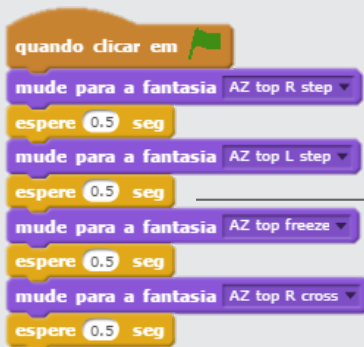 quando clicar em
mude para a fantasia AZ top R step
espere 0.5 seg
mude para a fantasia AZ top L step
espere 0.5 seg
mude para a fantasia AZ top freeze
espere 0.5 seg
mude para a fantasia AZ top R cross
espere 0.5 seg